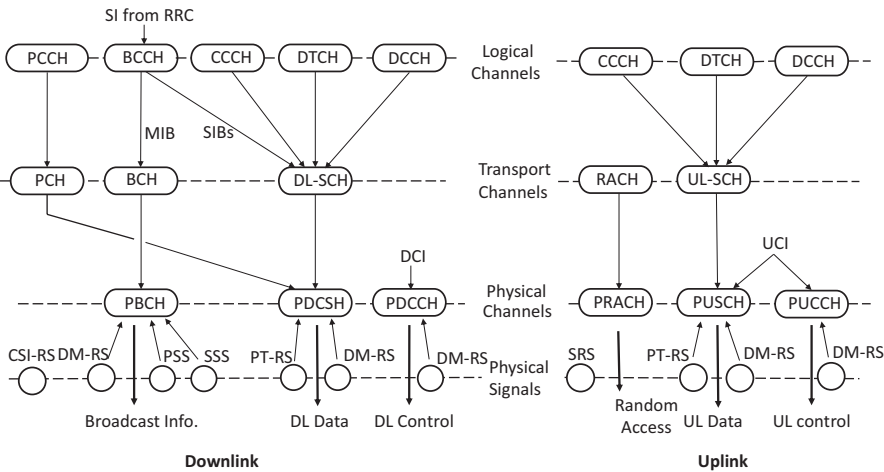 SI from RRC
PCCH BCCH CCCH DTCH DCCH Logical Channels CCCH DTCH DCCH
MIB SIBs
PCH BCH DL-SCH Transport Channels RACH UL-SCH
DCI UCI
PBCH PDCSH PDCCH Physical Channels PRACH PUSCH PUCCH
CSI-RS DM-RS PSS SSS PT-RS DM-RS DM-RS Physical Signals SRS PT-RS DM-RS DM-RS
Broadcast Info. DL Data DL Control Random Access UL Data UL control
Downlink Uplink